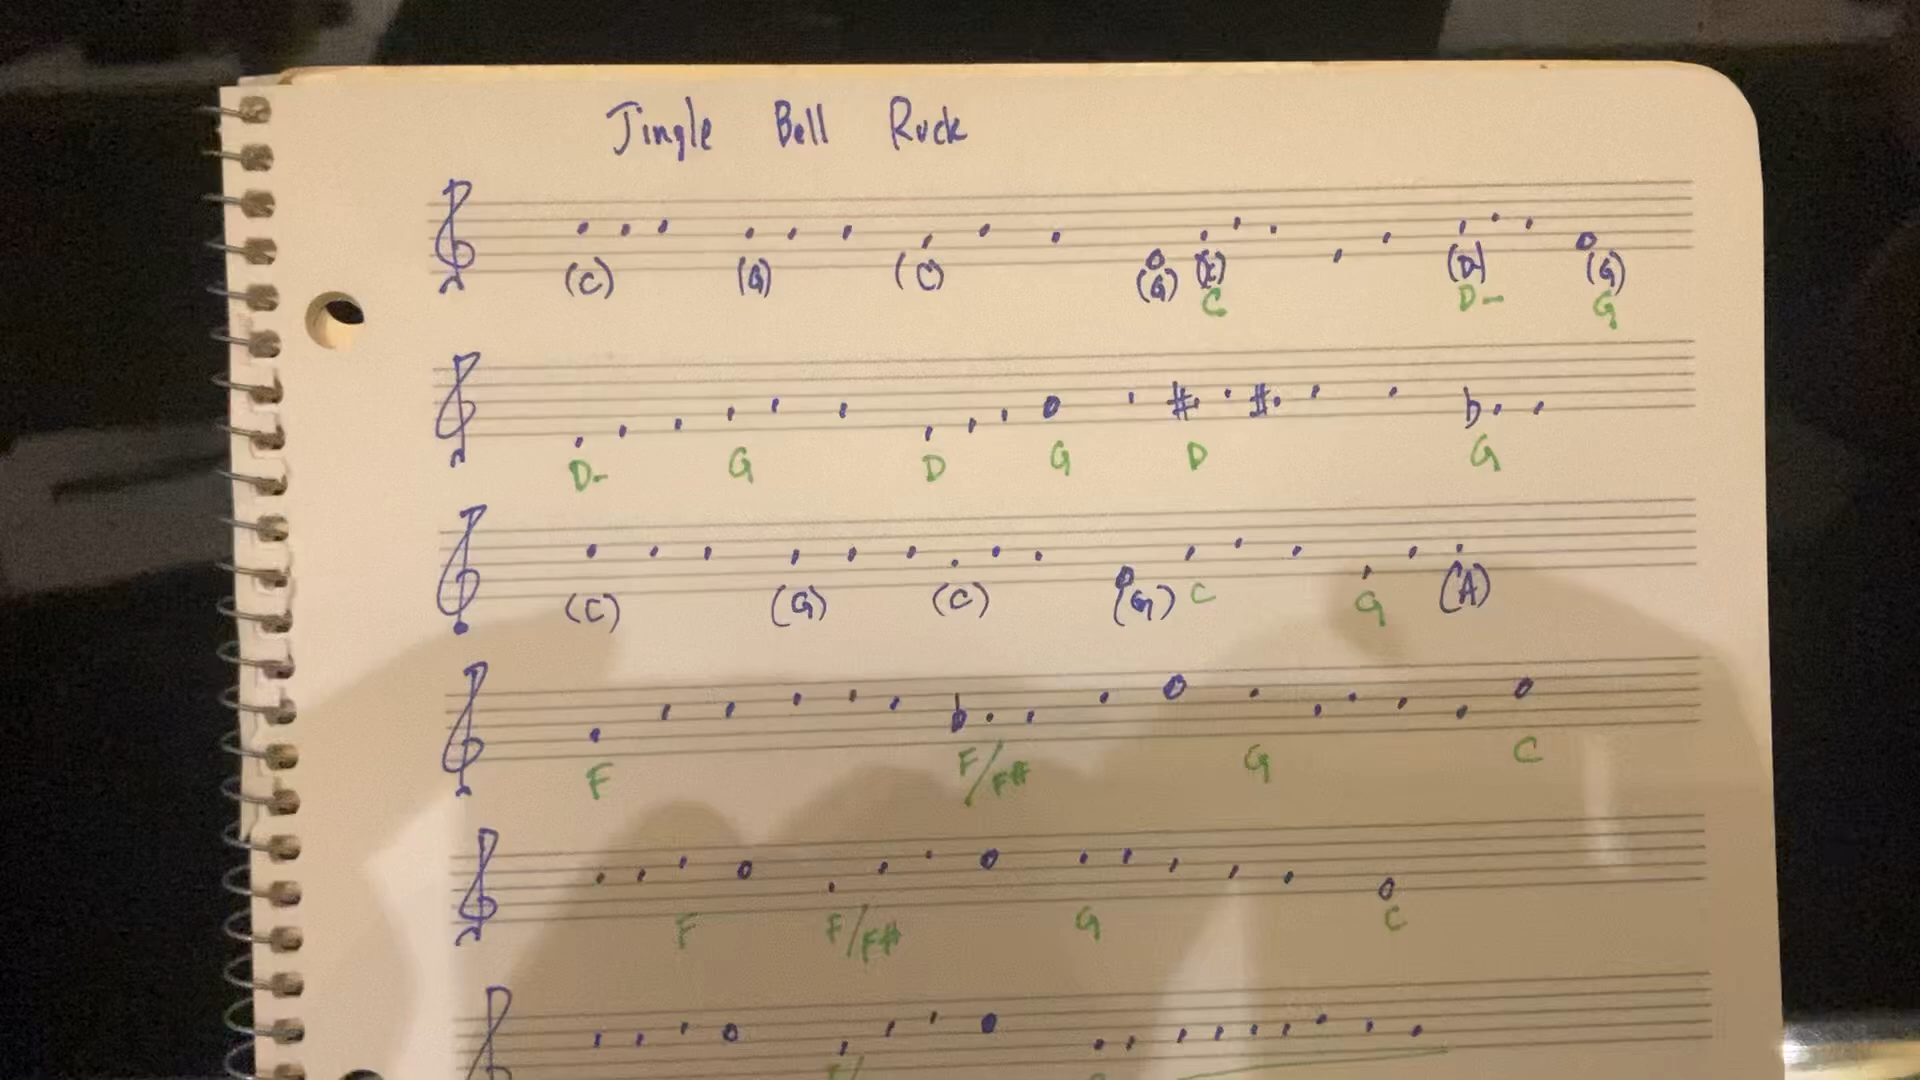 Jingle Bell Rock
(C) (G) (C) (G) (C) (D) (G)
C D- G
D- G D G # D # b G
(C) (G) (C) (G) C G (A)
F b F/F# G C
F F/F# G C